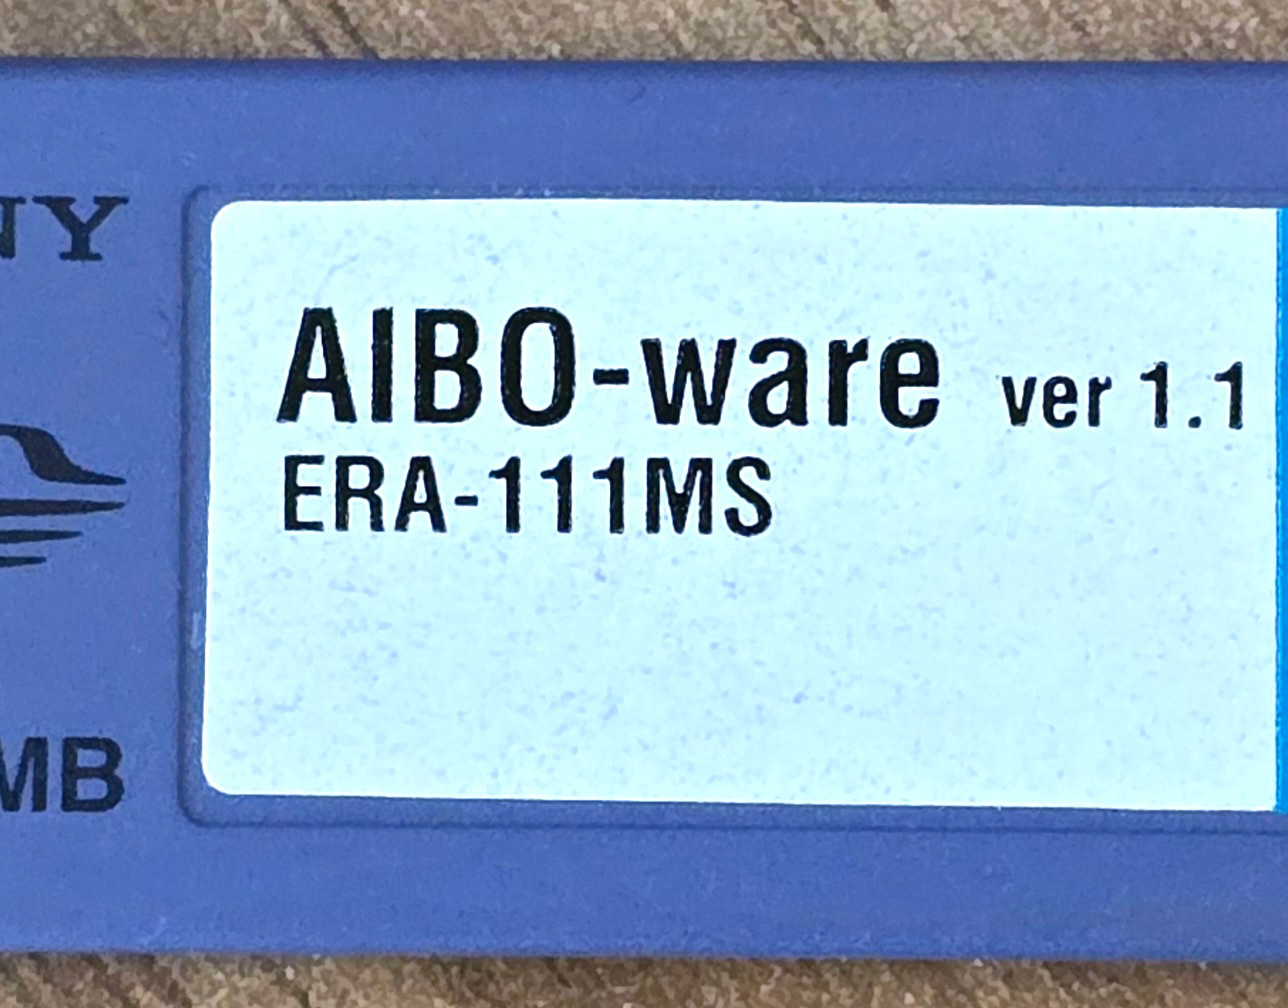 NY
AIBO-ware ver 1.1
ERA-111MS
MB